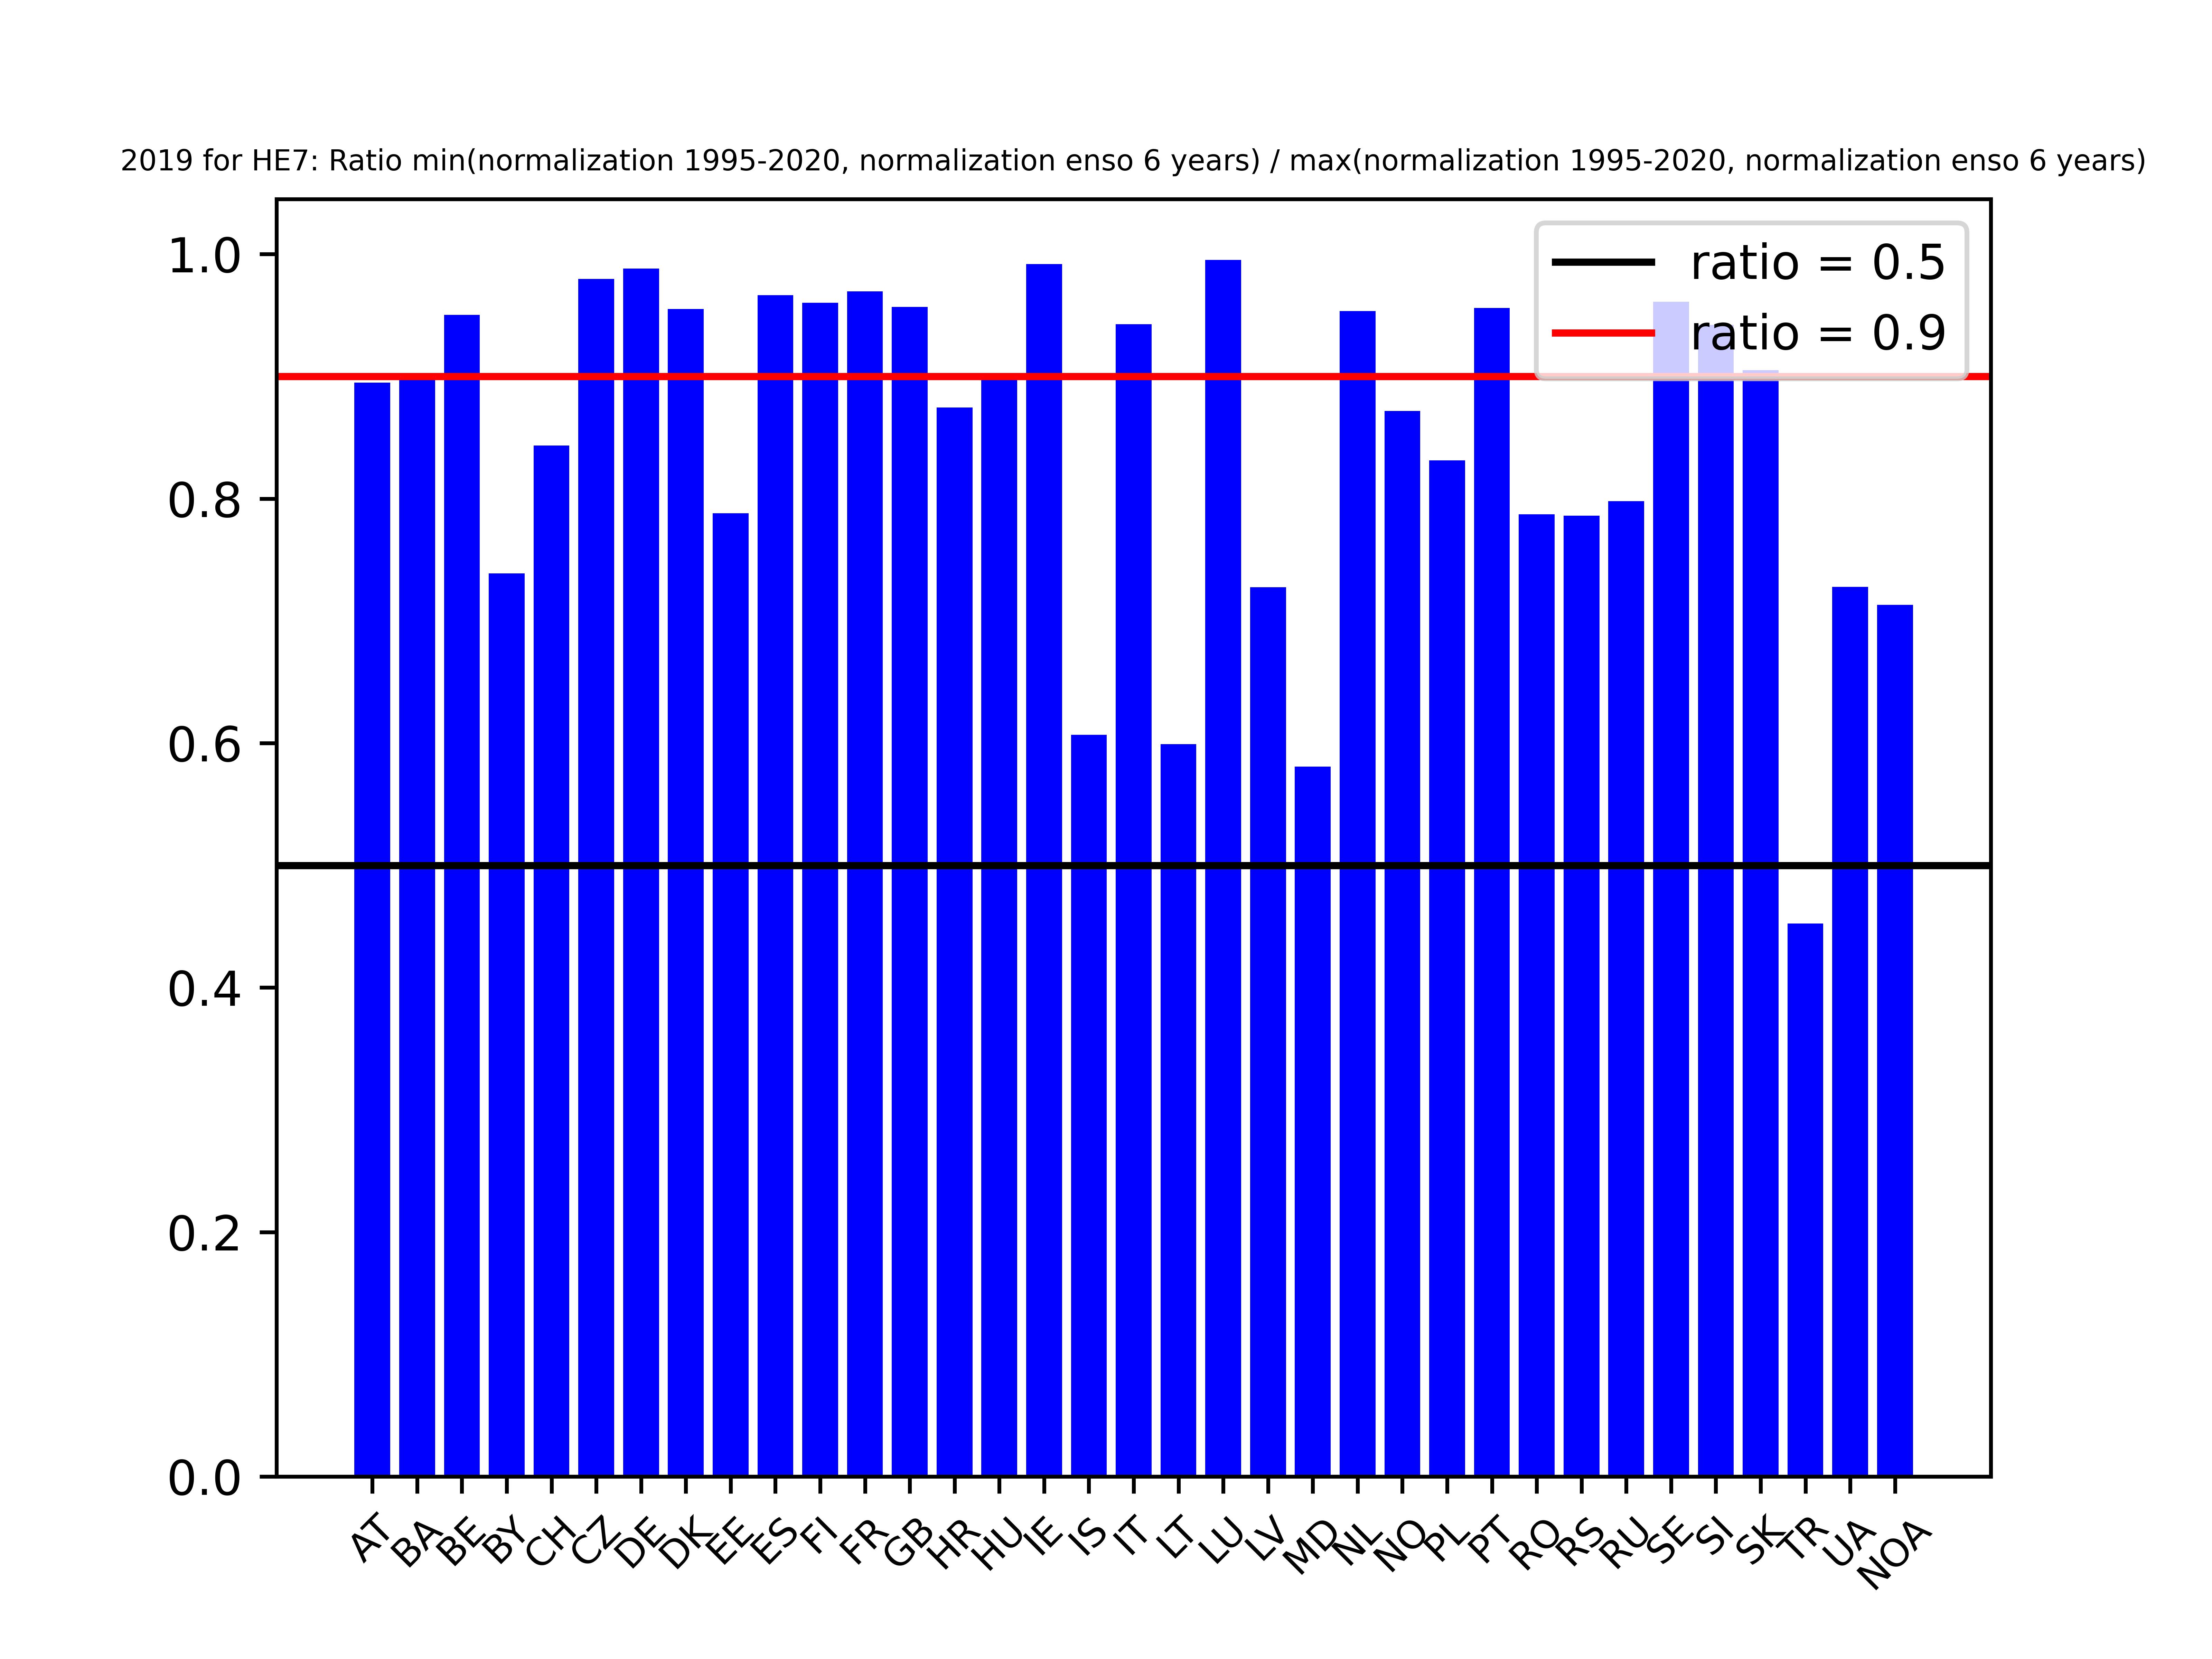 2019 for HE7: Ratio min(normalization 1995-2020, normalization enso 6 years) / max(normalization 1995-2020, normalization enso 6 years)
ratio = 0.5
ratio = 0.9
1.0
0.8
0.6
0.4
0.2
0.0
AT BA BE BY CH CZ DE DK EE ES FI FR GB HR HU IE IS IT LT LU LV MD NL NO PL PT RO RS RU SE SI SK TR UA NOA